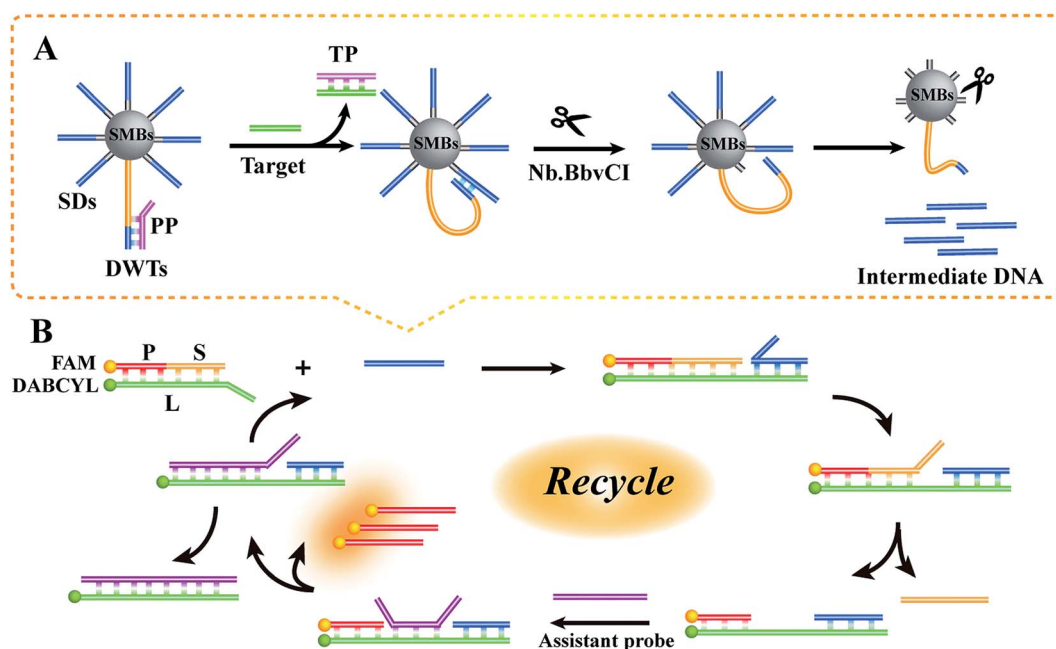 A
TP
SMBs
SMBs
SMBs
SMBs
Target
Nb.BbvCI
SDs
PP
DWTs
Intermediate DNA
B
P
S
FAM
+
DABCYL
L
Recycle
Assistant probe